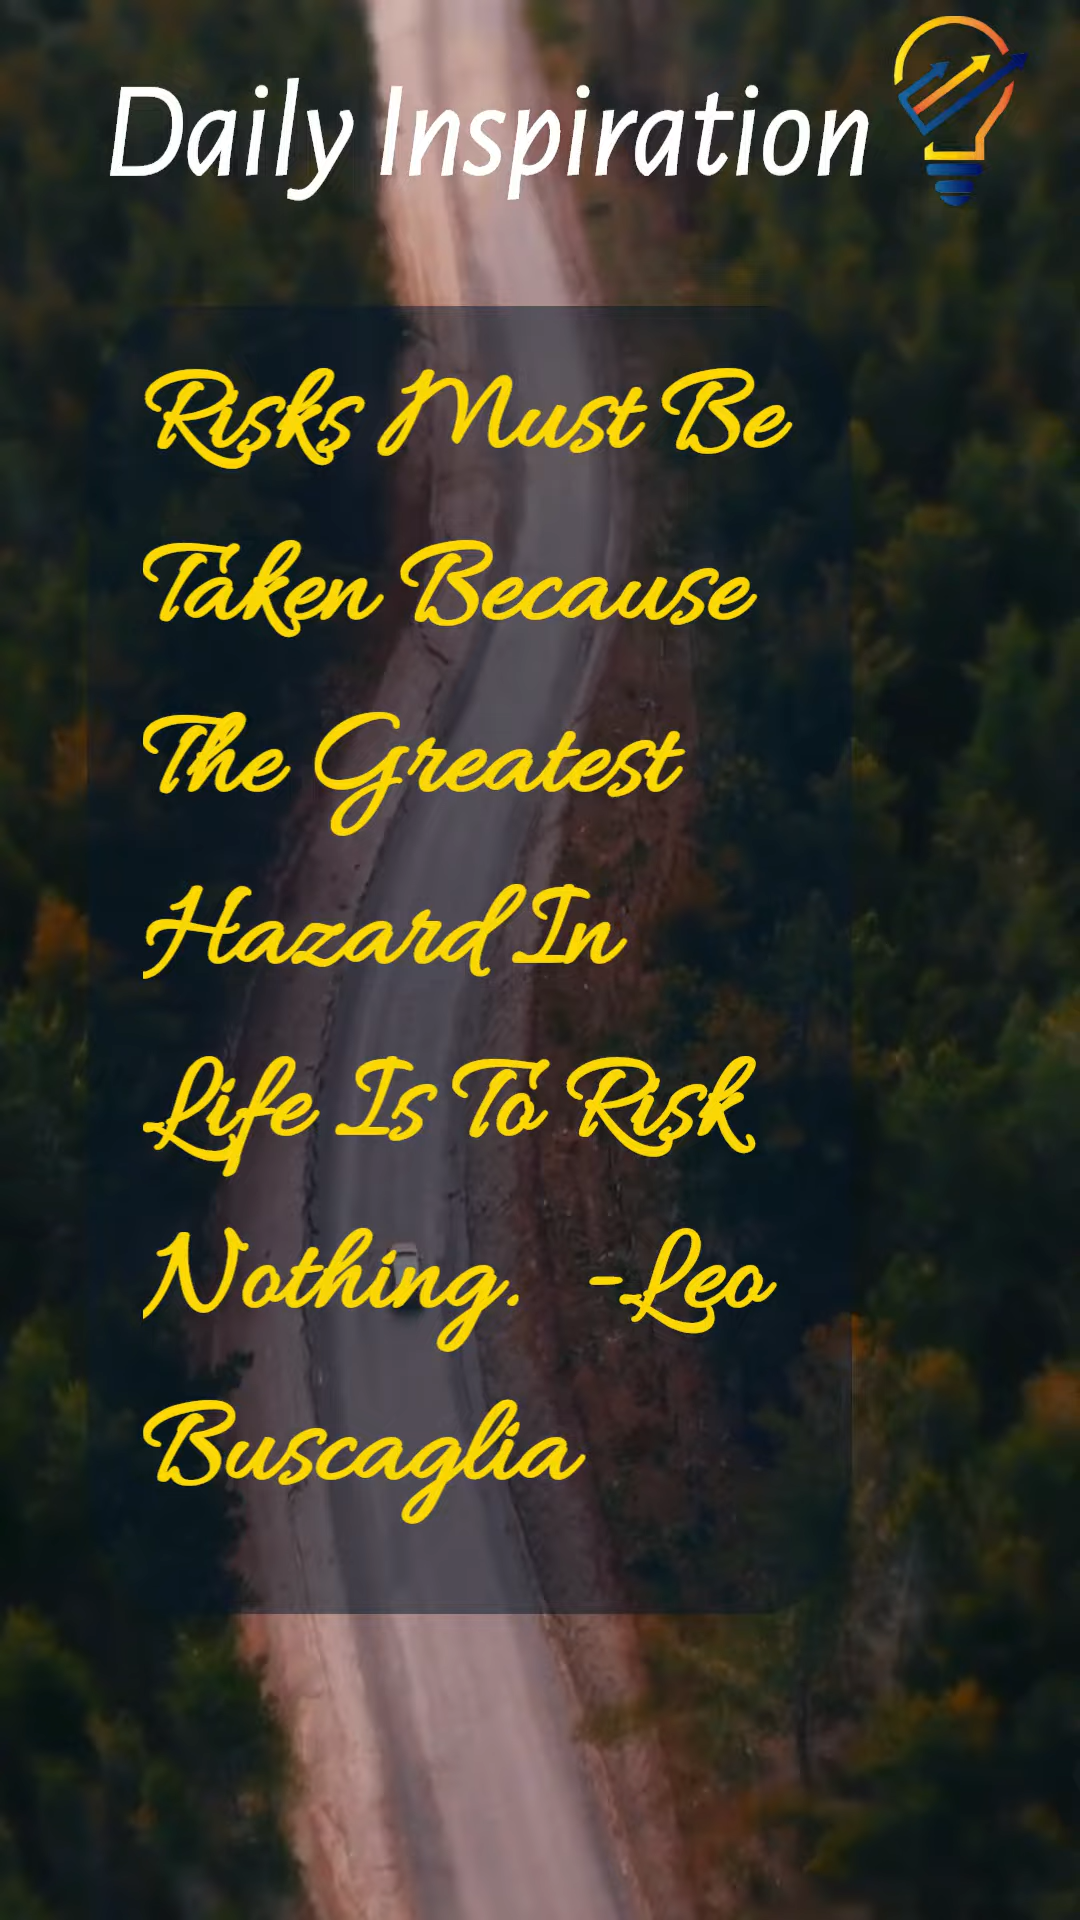 Daily Inspiration
Risks Must Be
Taken Because
The Greatest
Hazard In
Life Is To Risk
Nothing. -Leo
Buscaglia